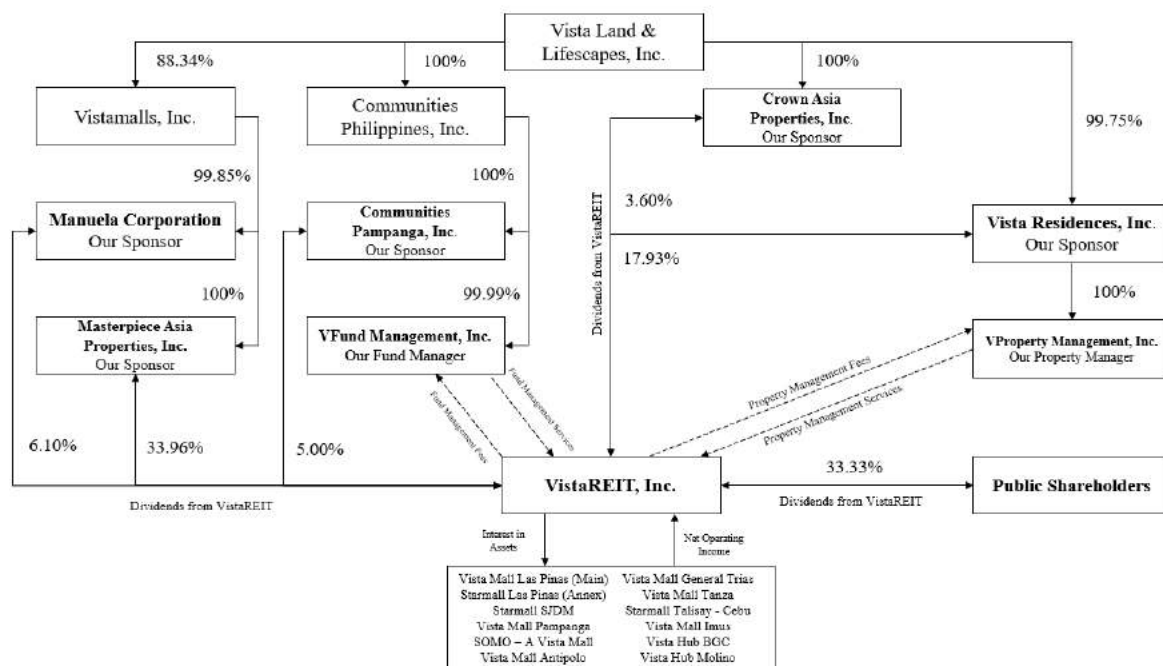 Vista Land &
Lifescapes, Inc.
88.34%
100%
100%
Vistamalls, Inc.
Communities
Philippines, Inc.
Crown Asia
Properties, Inc.
Our Sponsor
99.75%
99.85%
100%
3.60%
Manuela Corporation
Our Sponsor
Communities
Pampanga, Inc.
Our Sponsor
Vista Residences, Inc.
Our Sponsor
Dividends from VistaREIT
17.93%
100%
99.99%
100%
Masterpiece Asia
Properties, Inc.
Our Sponsor
VFund Management, Inc.
Our Fund Manager
VProperty Management, Inc.
Our Property Manager
Fund Management Fees
Fund Management Services
Property Management Fees
Property Management Services
6.10%
33.96%
5.00%
VistaREIT, Inc.
33.33%
Public Shareholders
Dividends from VistaREIT
Dividends from VistaREIT
Interest in
Assets
Net Operating
Income
Vista Mall Las Pinas (Main)
Starmall Las Pinas (Annex)
Starmall SJDM
Vista Mall Pampanga
SOMO – A Vista Mall
Vista Mall Antipolo
Vista Mall General Trias
Vista Mall Tanza
Starmall Talisay - Cebu
Vista Mall Imus
Vista Hub BGC
Vista Hub Molino